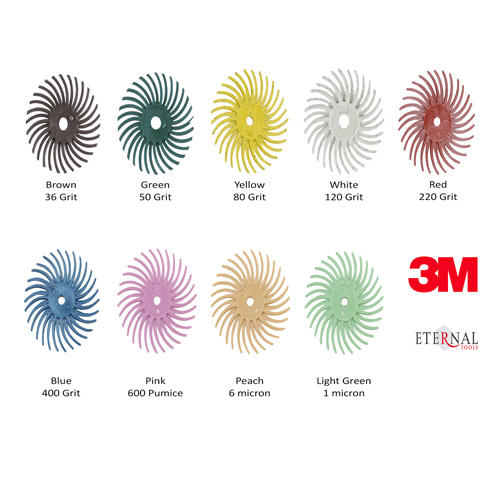 Brown
36 Grit
Green
50 Grit
Yellow
80 Grit
White
120 Grit
Red
220 Grit
3M
ETERNAL
TOOLS
Blue
400 Grit
Pink
600 Pumice
Peach
6 micron
Light Green
1 micron